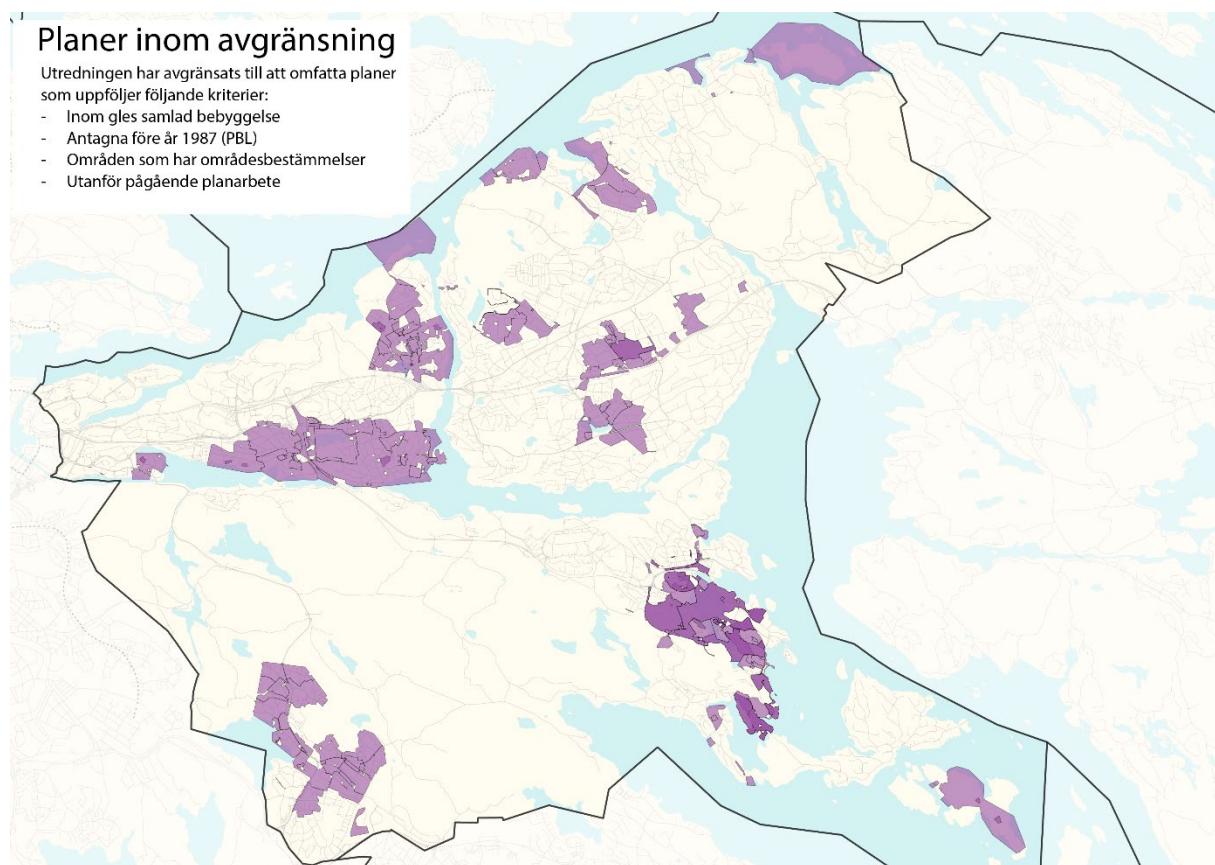 Planer inom avgränsning
Utredningen har avgränsats till att omfatta planer
som uppföljer följande kriterier:
- Inom gles samlad bebyggelse
- Antagna före år 1987 (PBL)
- Områden som har områdesbestämmelser
- Utanför pågående planarbete